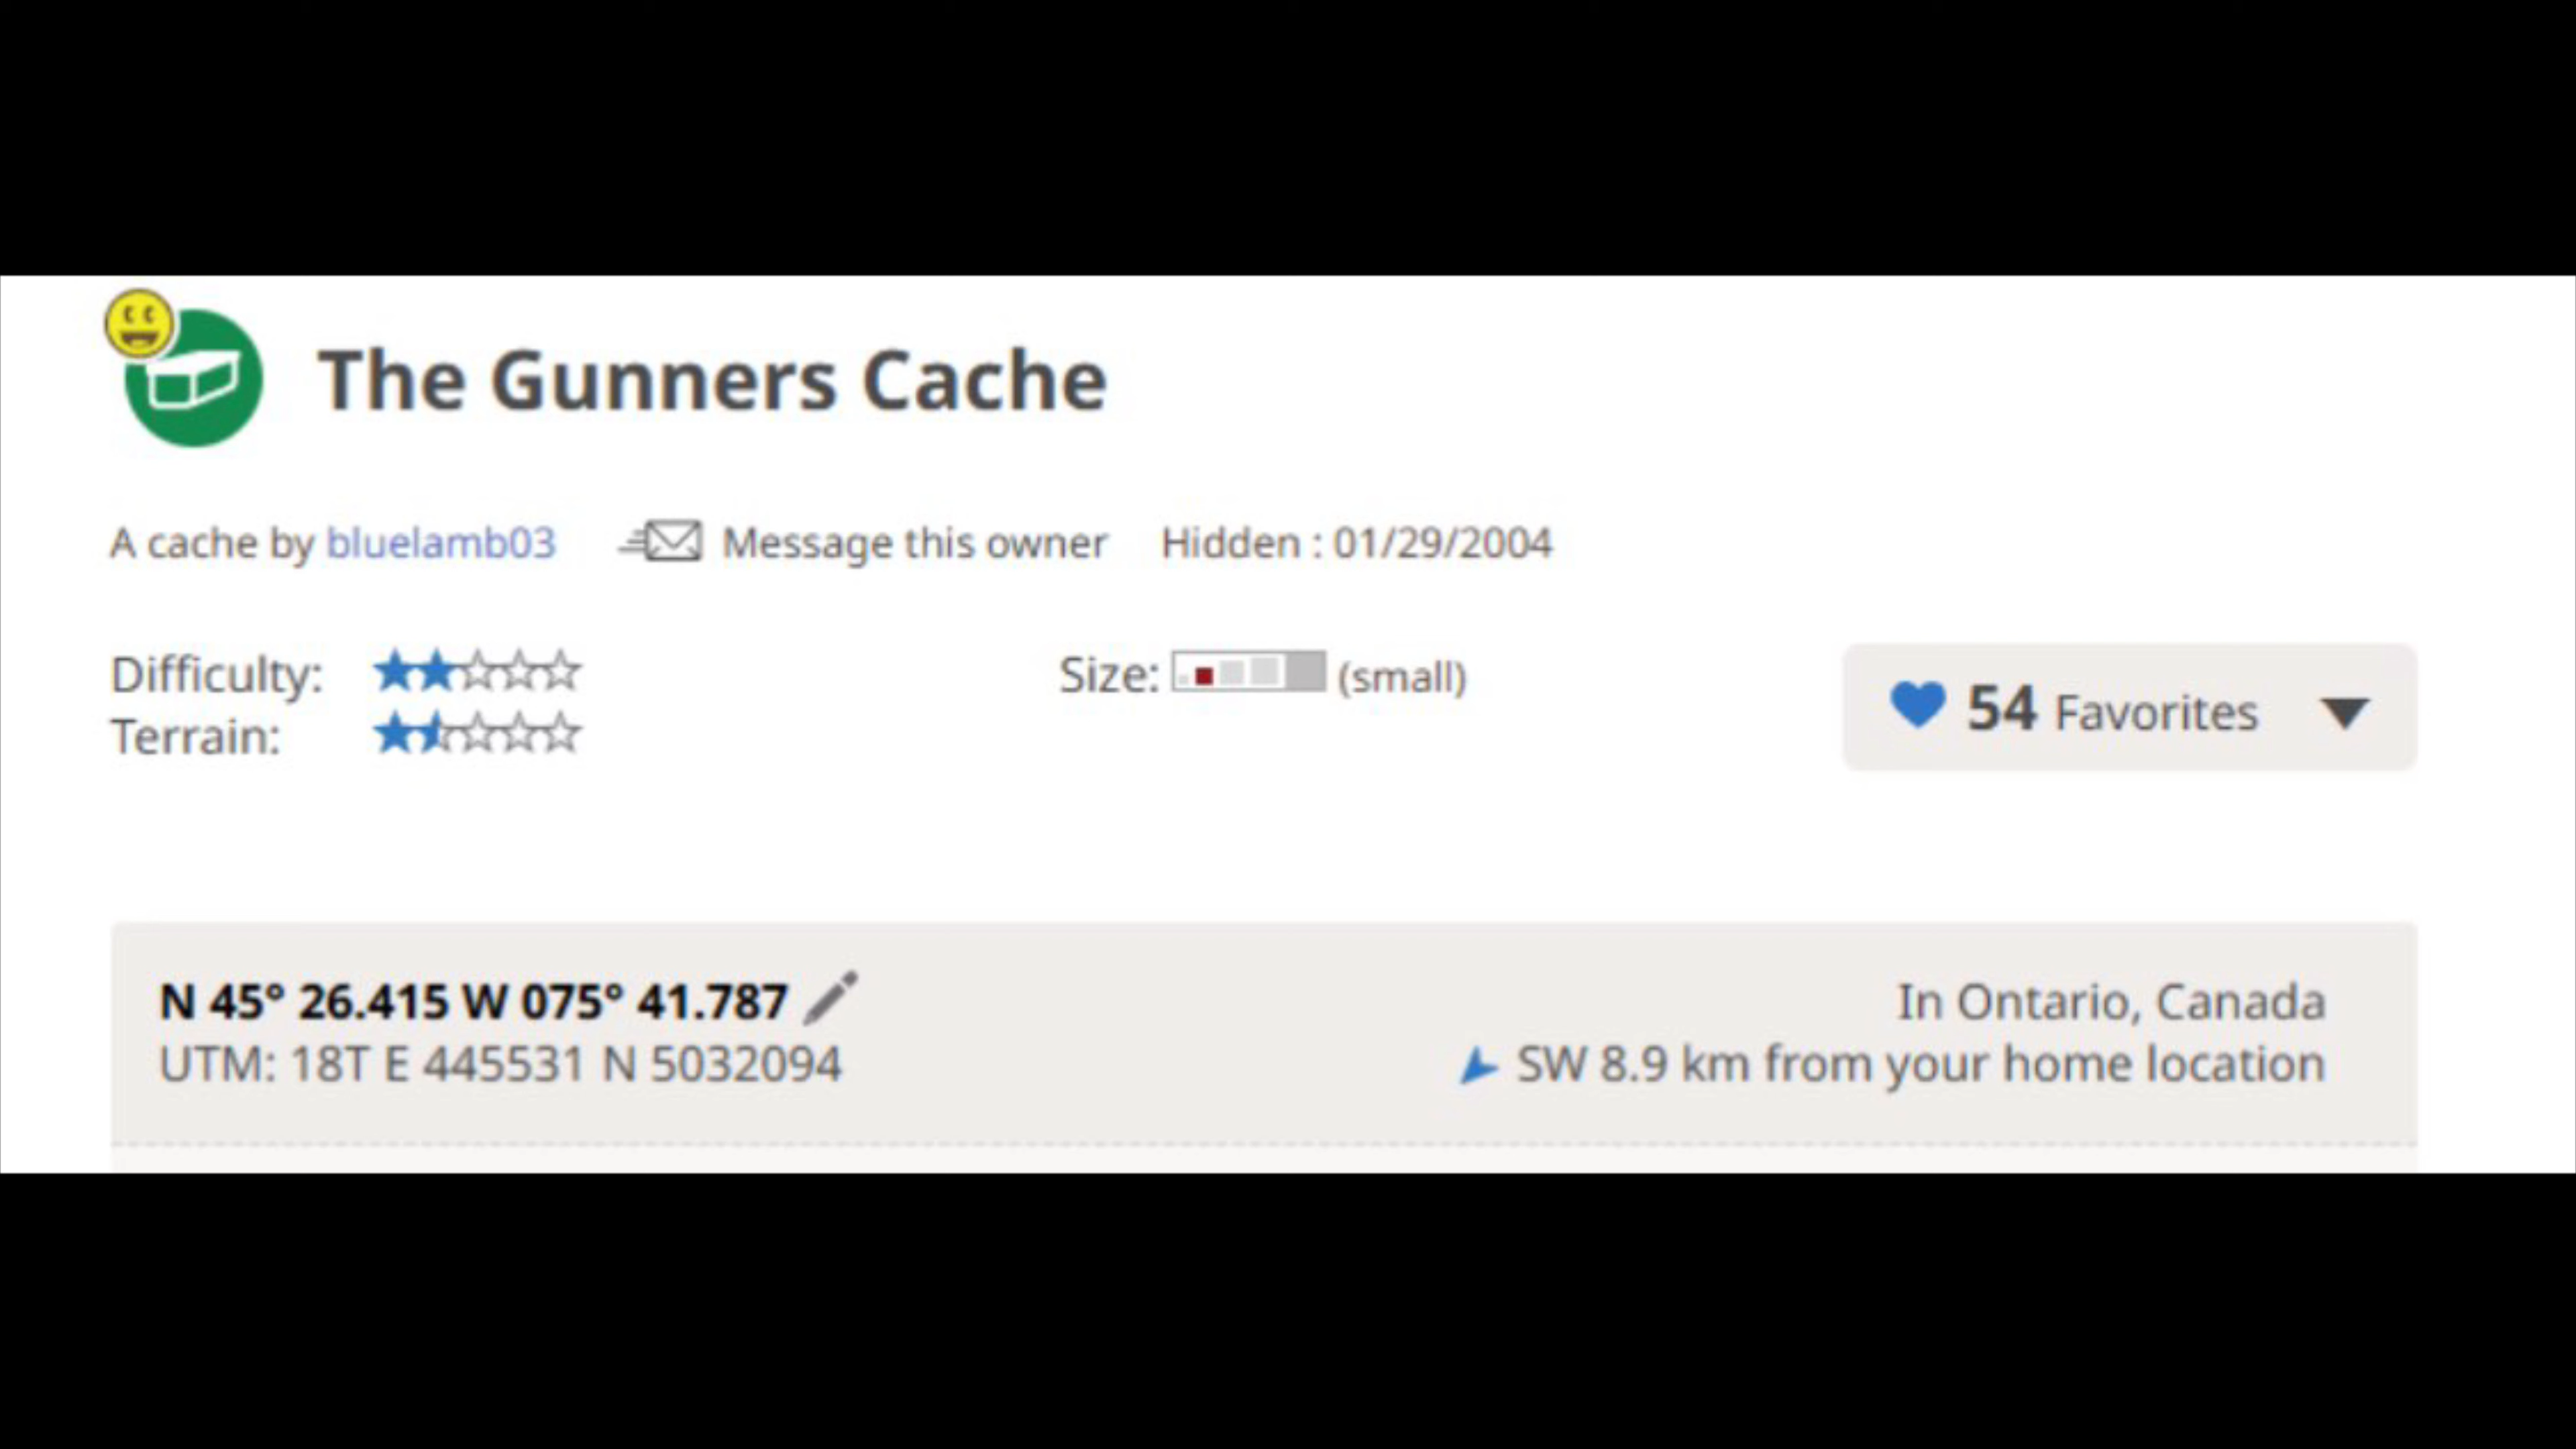 The Gunners Cache
A cache by bluelamb03 Message this owner Hidden : 01/29/2004
Difficulty:
Terrain:
Size: (small)
54 Favorites
N 45° 26.415 W 075° 41.787
UTM: 18T E 445531 N 5032094
In Ontario, Canada
SW 8.9 km from your home location